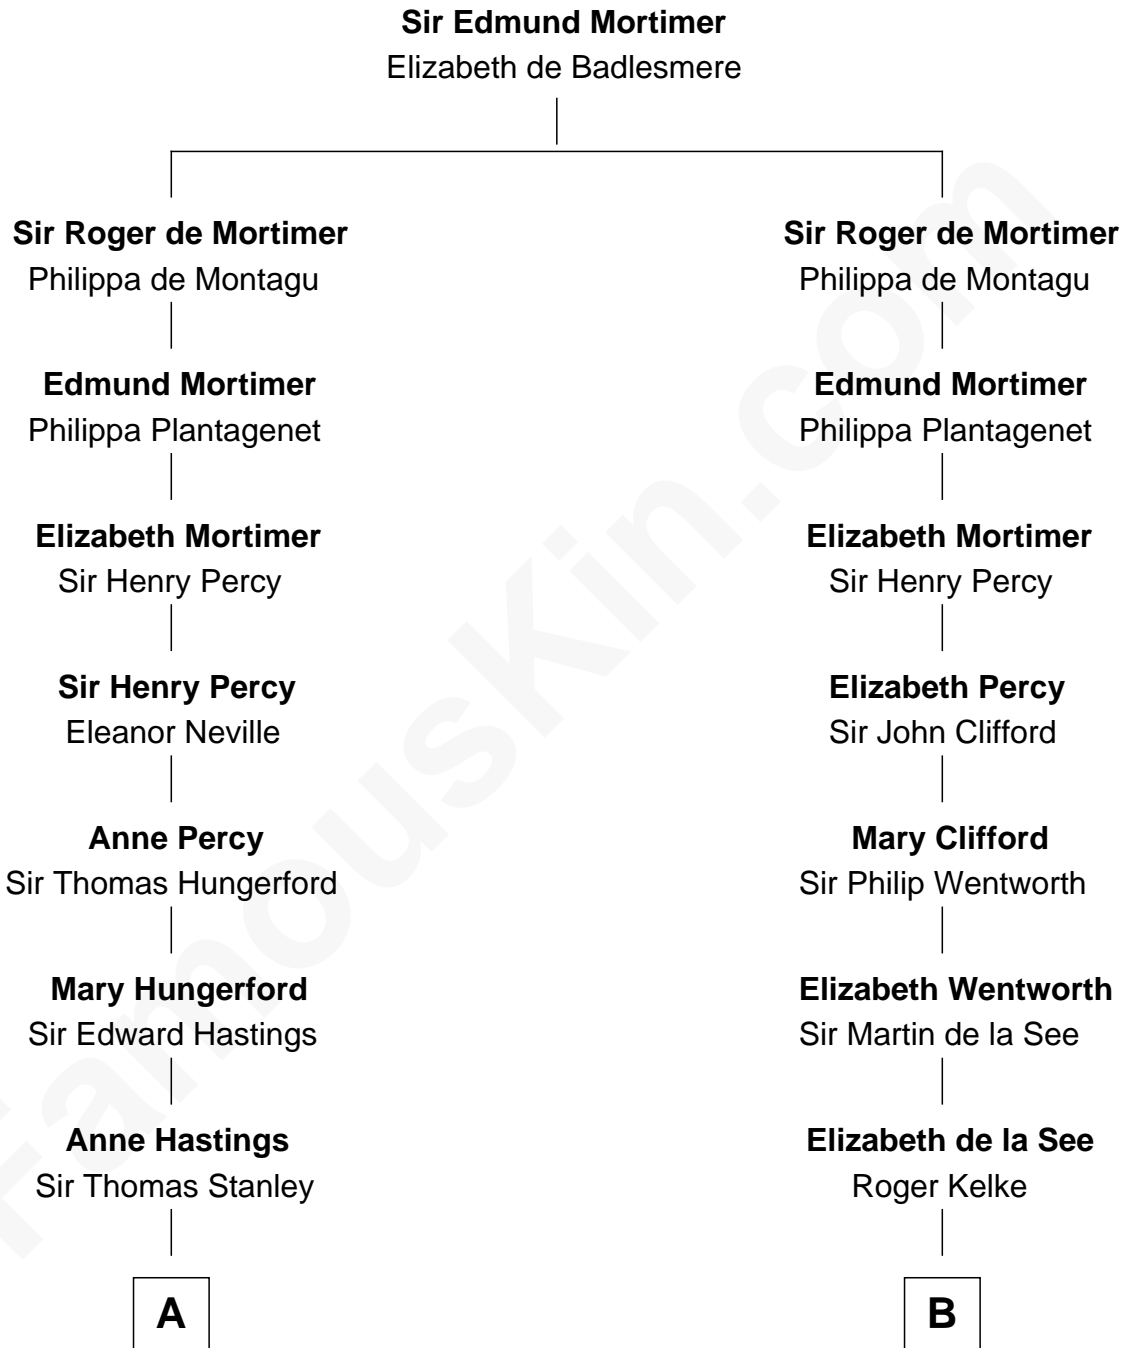 Sir Edmund Mortimer
Elizabeth de Badlesmere
Sir Roger de Mortimer
Philippa de Montagu
Edmund Mortimer
Philippa Plantagenet
Elizabeth Mortimer
Sir Henry Percy
Sir Henry Percy
Eleanor Neville
Anne Percy
Sir Thomas Hungerford
Mary Hungerford
Sir Edward Hastings
Anne Hastings
Sir Thomas Stanley
A
Sir Roger de Mortimer
Philippa de Montagu
Edmund Mortimer
Philippa Plantagenet
Elizabeth Mortimer
Sir Henry Percy
Elizabeth Percy
Sir John Clifford
Mary Clifford
Sir Philip Wentworth
Elizabeth Wentworth
Sir Martin de la See
Elizabeth de la See
Roger Kelke
B
FamousKin.com